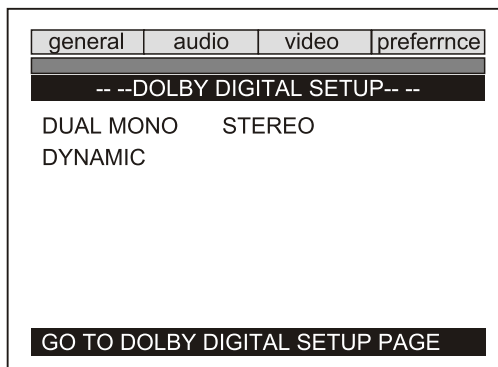 general audio video preferrnce
-- --DOLBY DIGITAL SETUP-- --
DUAL MONO STEREO
DYNAMIC
GO TO DOLBY DIGITAL SETUP PAGE